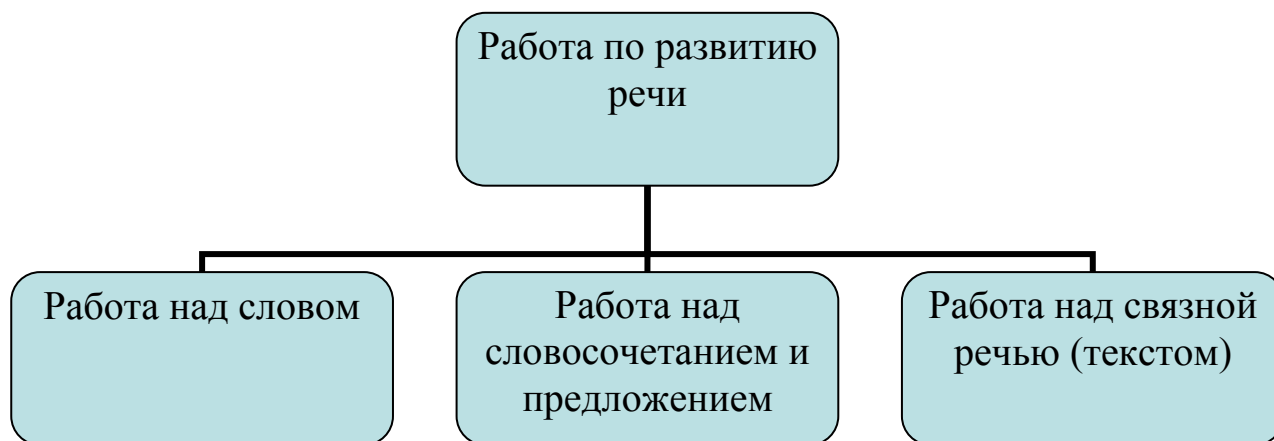 Работа по развитию
речи
Работа над словом
Работа над
словосочетанием и
предложением
Работа над связной
речью (текстом)